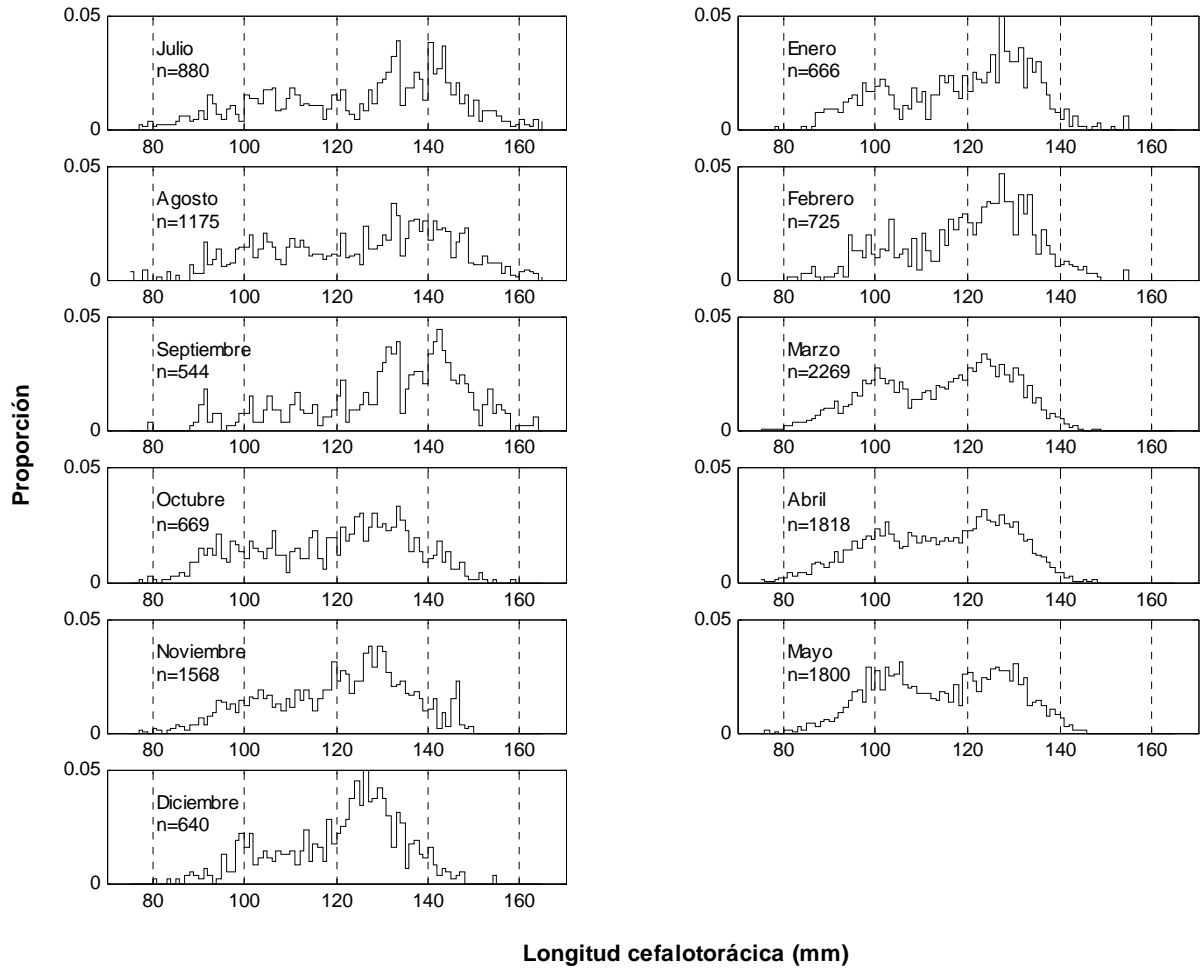 Proporción
0.05
Julio
n=880
0
80 100 120 140 160
0.05
Agosto
n=1175
0
80 100 120 140 160
0.05
Septiembre
n=544
0
80 100 120 140 160
0.05
Octubre
n=669
0
80 100 120 140 160
0.05
Noviembre
n=1568
0
80 100 120 140 160
0.05
Diciembre
n=640
0
80 100 120 140 160
0.05
Enero
n=666
0
80 100 120 140 160
0.05
Febrero
n=725
0
80 100 120 140 160
0.05
Marzo
n=2269
0
80 100 120 140 160
0.05
Abril
n=1818
0
80 100 120 140 160
0.05
Mayo
n=1800
0
80 100 120 140 160
Longitud cefalotorácica (mm)